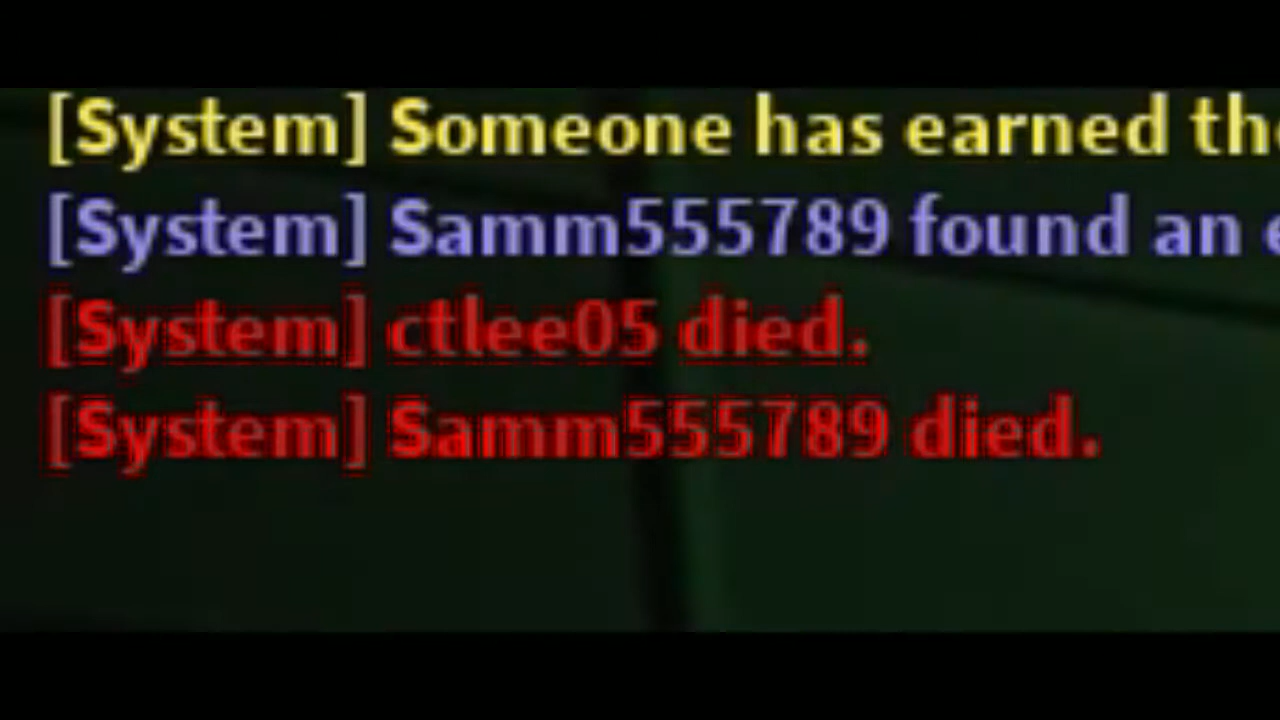 [System] Someone has earned the
[System] Samm555789 found an
[System] ctlee05 died.
[System] Samm555789 died.